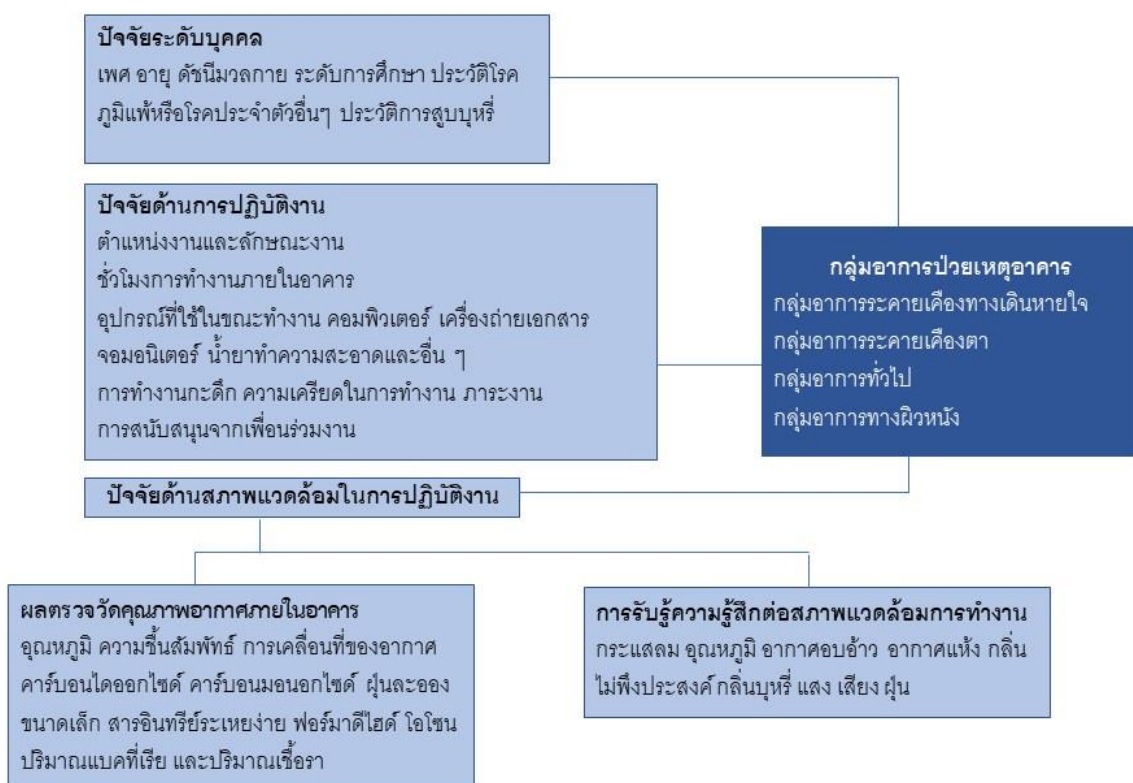 ปัจจัยระดับบุคคล
เพศ อายุ ดัชนีมวลกาย ระดับการศึกษา ประวัติโรค
ภูมิแพ้หรือโรคประจำตัวอื่นๆ ประวัติการสูบบุหรี่
ปัจจัยด้านการปฏิบัติงาน
ตำแหน่งงานและลักษณะงาน
ชั่วโมงการทำงานภายในอาคาร
อุปกรณ์ที่ใช้ในขณะทำงาน คอมพิวเตอร์ เครื่องถ่ายเอกสาร
จอมอนิเตอร์ น้ำยาทำความสะอาดและอื่น ๆ
การทำงานกะดึก ความเครียดในการทำงาน ภาระงาน
การสนับสนุนจากเพื่อนร่วมงาน
กลุ่มอาการป่วยเหตุอาคาร
กลุ่มอาการระคายเคืองทางเดินหายใจ
กลุ่มอาการระคายเคืองตา
กลุ่มอาการทั่วไป
กลุ่มอาการทางผิวหนัง
ปัจจัยด้านสภาพแวดล้อมในการปฏิบัติงาน
ผลตรวจวัดคุณภาพอากาศภายในอาคาร
อุณหภูมิ ความชื้นสัมพัทธ์ การเคลื่อนที่ของอากาศ
คาร์บอนไดออกไซด์ คาร์บอนมอนอกไซด์ ฝุ่นละออง
ขนาดเล็ก สารอินทรีย์ระเหยง่าย ฟอร์มาดีไฮด์ โอโซน
ปริมาณแบคที่เรีย และปริมาณเชื้อรา
การรับรู้ความรู้สึกต่อสภาพแวดล้อมการทำงาน
กระแสลม อุณหภูมิ อากาศอบอ้าว อากาศแห้ง กลิ่น
ไม่พึงประสงค์ กลิ่นบุหรี่ แสง เสียง ฝุ่น